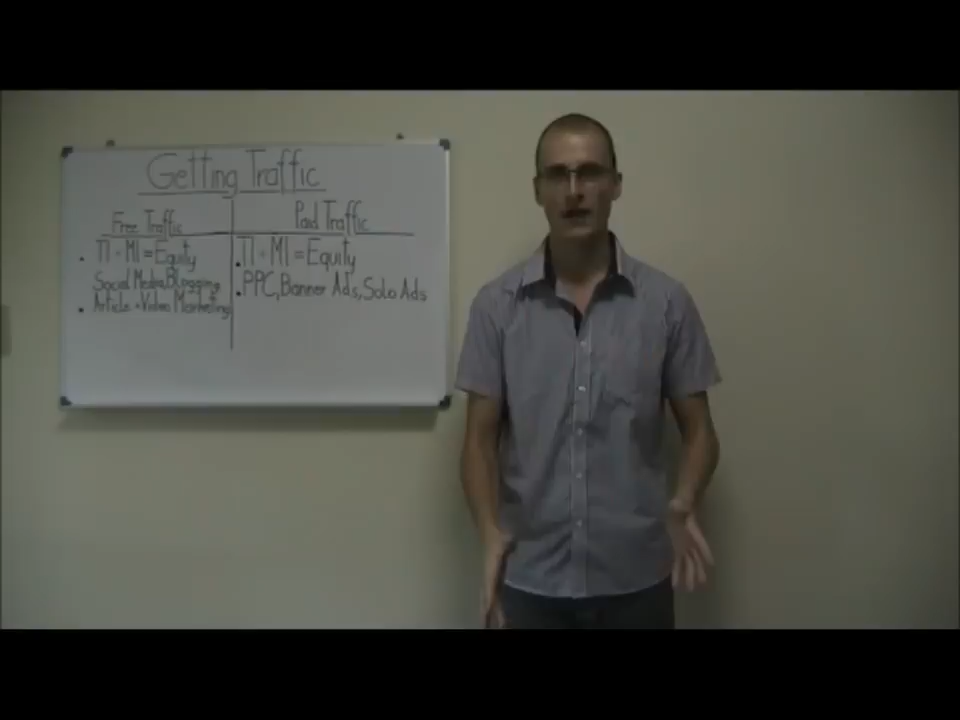 Getting Traffic
Free Traffic
TI + MI = Equity
Social Media, Blogging
Article + Video Marketing
Paid Traffic
TI + MI = Equity
PPC, Banner Ads, Solo Ads